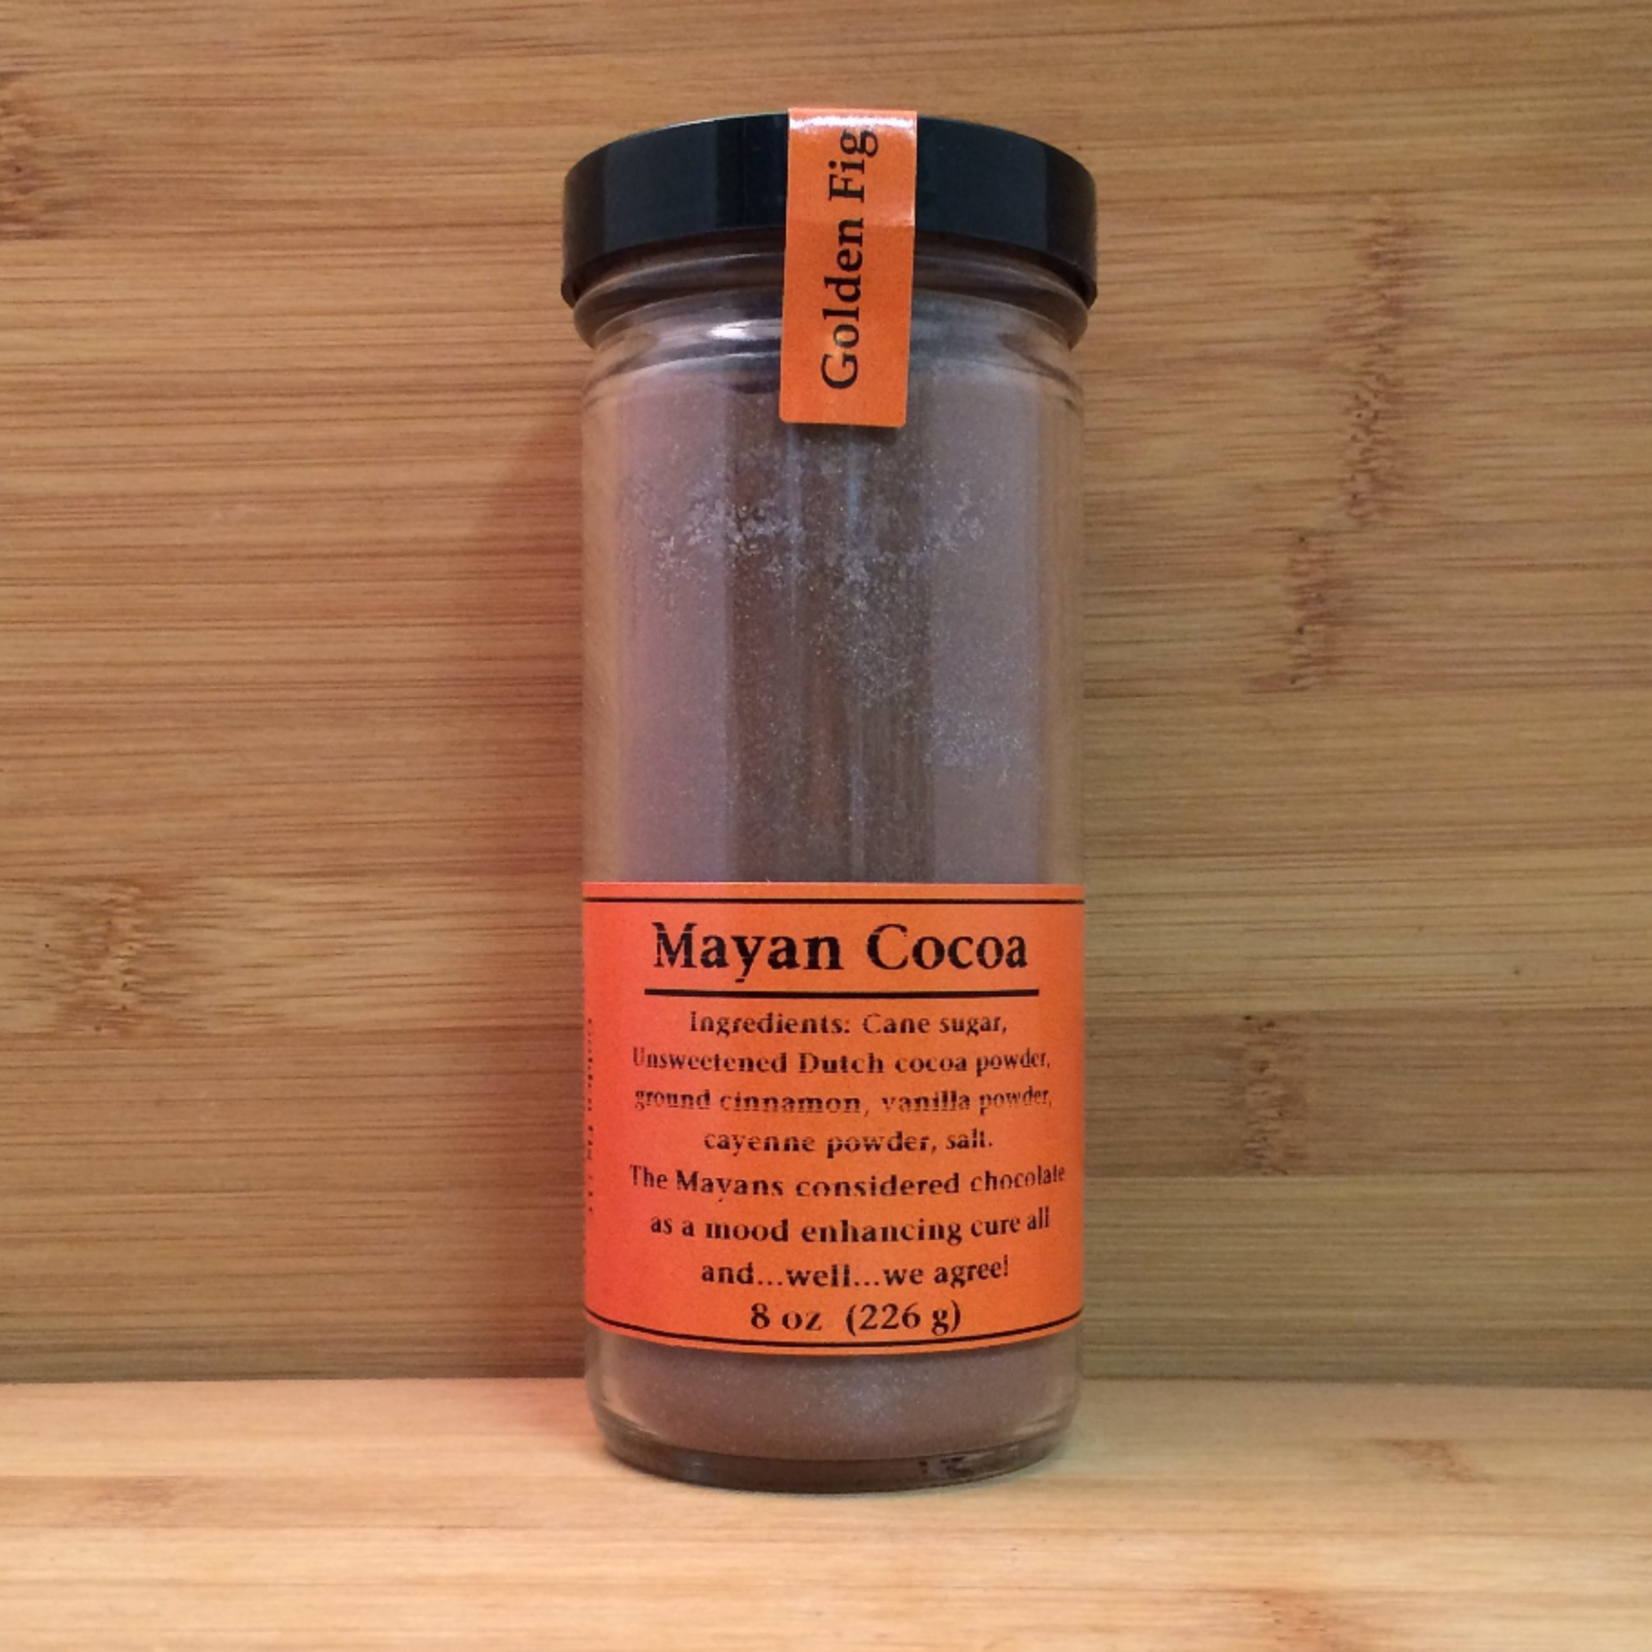 Golden Fig
Mayan Cocoa
Ingredients: Cane sugar,
Unsweetened Dutch cocoa powder,
ground cinnamon, vanilla powder,
cayenne powder, salt.
The Mayans considered chocolate
as a mood enhancing cure all
and...well...we agree!
8 oz (226 g)